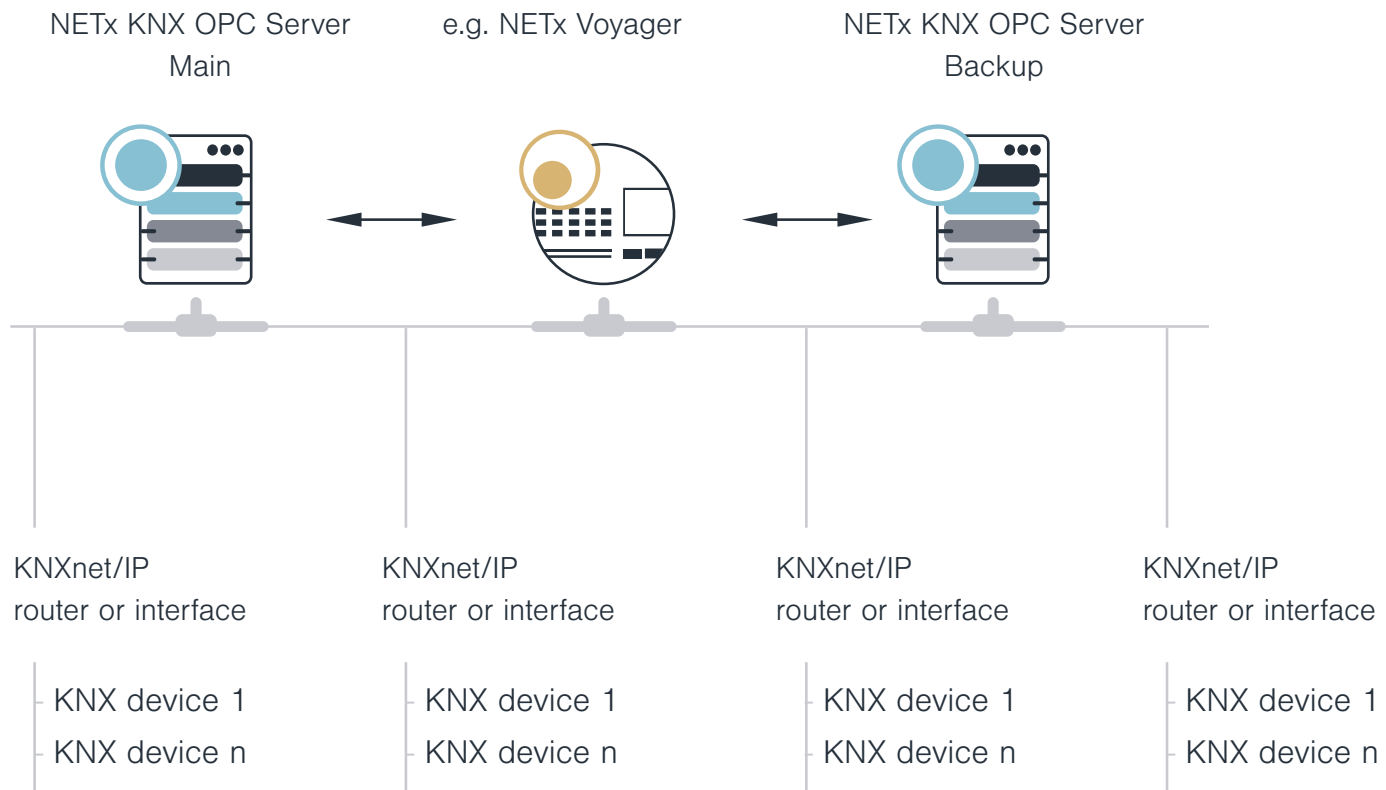 NETx KNX OPC Server
Main
e.g. NETx Voyager
NETx KNX OPC Server
Backup
KNXnet/IP
router or interface
KNXnet/IP
router or interface
KNXnet/IP
router or interface
KNXnet/IP
router or interface
KNX device 1
KNX device n
KNX device 1
KNX device n
KNX device 1
KNX device n
KNX device 1
KNX device n